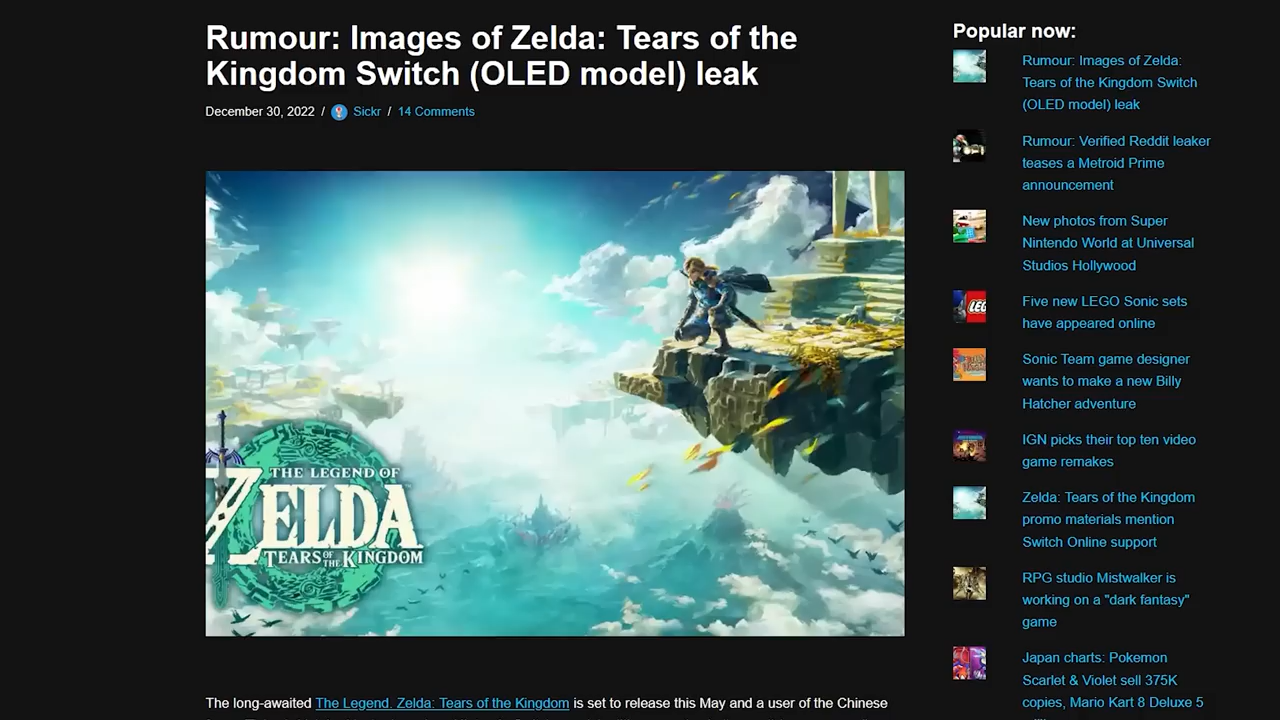 Rumour: Images of Zelda: Tears of the
Kingdom Switch (OLED model) leak
December 30, 2022 / Sickr / 14 Comments
THE LEGEND OF
ZELDA
TEARS OF THE KINGDOM
The long-awaited The Legend. Zelda: Tears of the Kingdom is set to release this May and a user of the Chinese
Popular now:
Rumour: Images of Zelda:
Tears of the Kingdom Switch
(OLED model) leak
Rumour: Verified Reddit leaker
teases a Metroid Prime
announcement
New photos from Super
Nintendo World at Universal
Studios Hollywood
LEG
Five new LEGO Sonic sets
have appeared online
Sonic Team game designer
wants to make a new Billy
Hatcher adventure
IGN picks their top ten video
game remakes
Zelda: Tears of the Kingdom
promo materials mention
Switch Online support
RPG studio Mistwalker is
working on a "dark fantasy"
game
Japan charts: Pokemon
Scarlet & Violet sell 375K
copies, Mario Kart 8 Deluxe 5